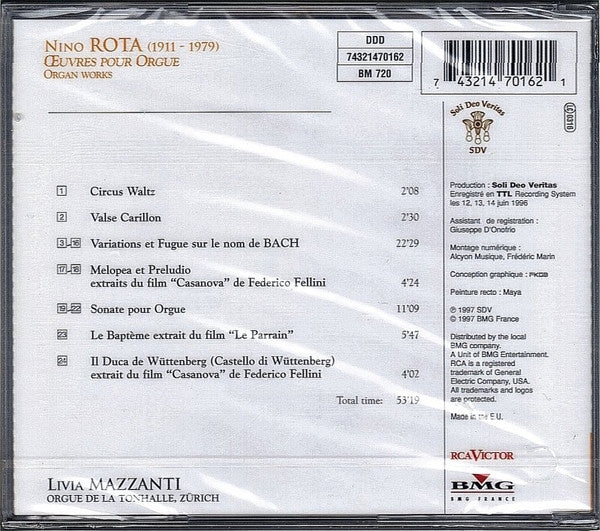 Nino ROTA (1911 - 1979)
ŒUVRES POUR ORGUE
ORGAN WORKS
DDD
74321470162
BM 720
7 43214 70162 1
Soli Deo Veritas
SDV
LC 0316
1 Circus Waltz 2'08
2 Valse Carillon 2'30
3-16 Variations et Fugue sur le nom de BACH 22'29
17-18 Melopea et Preludio
extraits du film “Casanova” de Federico Fellini 4'24
19-22 Sonate pour Orgue 11'09
23 Le Baptème extrait du film “Le Parrain” 5'47
24 Il Duca de Wüttenberg (Castello di Wüttenberg)
extrait du film “Casanova” de Federico Fellini 4'02
Total time: 53'19
LIVIA MAZZANTI
ORGUE DE LA TONHALLE, ZÜRICH
Production : Soli Deo Veritas
Enregistré en TTL Recording System
les 12, 13, 14 juin 1996
Assistant de registration :
Giuseppe D'Onofrio
Montage numérique :
Alcyon Musique, Frédéric Marin
Conception graphique : PKDB
Peinture recto : Maya
℗ 1997 SDV
© 1997 BMG France
Distributed by the local
BMG company.
A Unit of BMG Entertainment.
RCA is a registered
trademark of General
Electric Company, USA.
All trademarks and logos
are protected.
Made in the E.U.
RCA VICTOR
BMG
BMG FRANCE